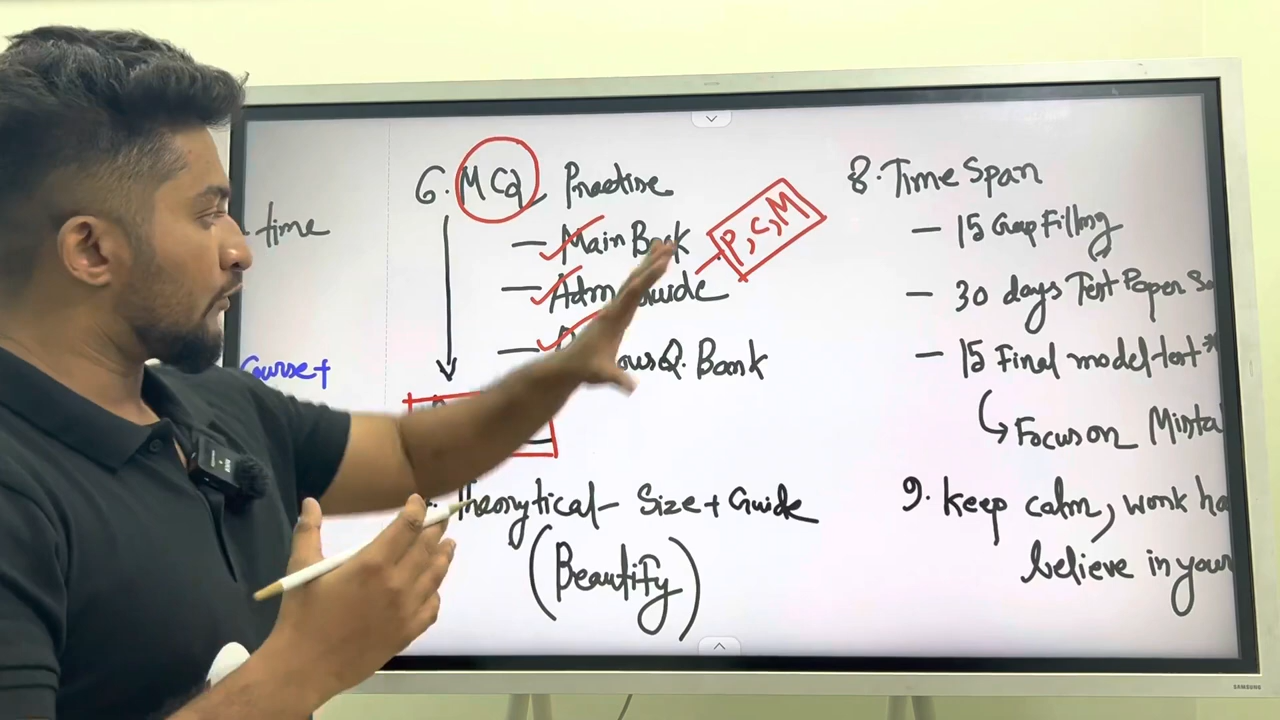 time
Course+
6. MCQ Practise
— Main Book
— Adm Guide
P, C, M
— Q. Bank
Theorytical - Size + Guide
(Beautify)
8. Time Span
— 15 Gap Filling
— 30 days Test Paper So
— 15 Final model test*
Focus on Mista
9. Keep calm, work ha
believe in your
SAMSUNG